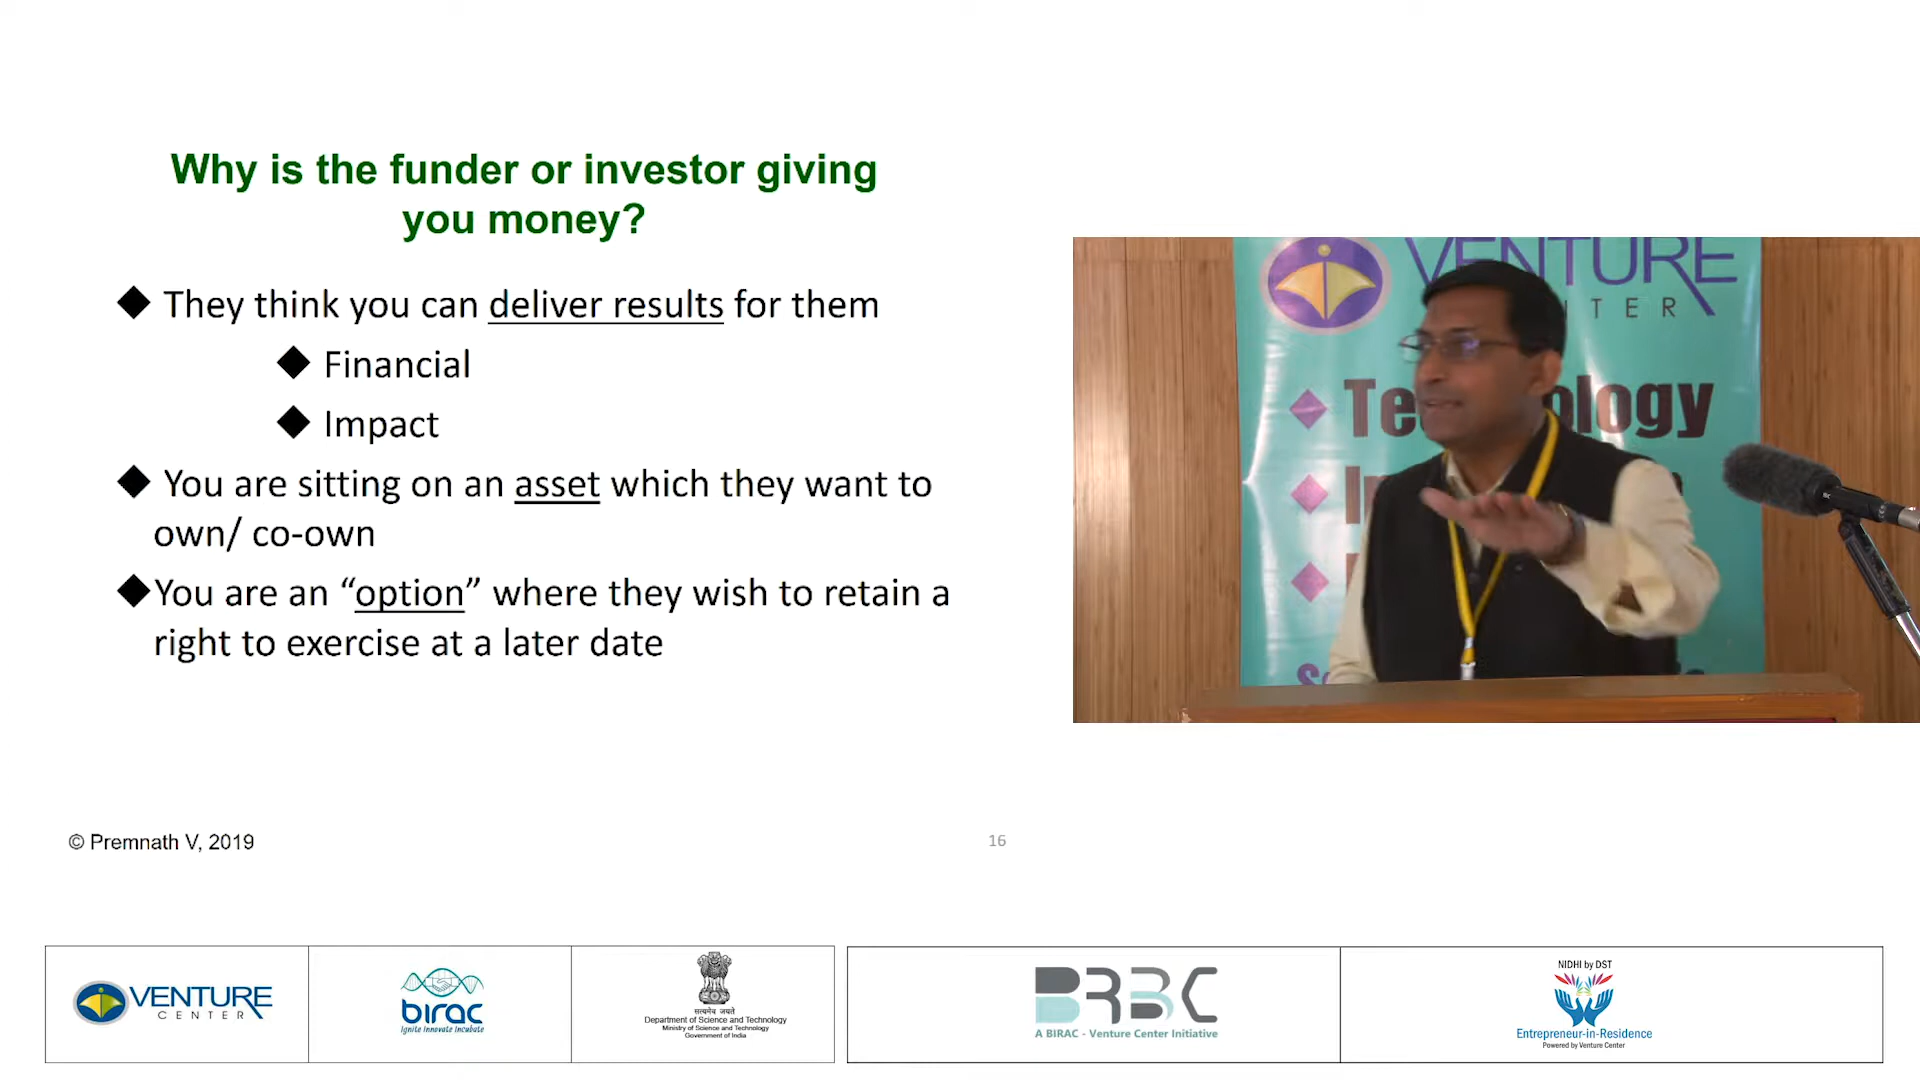 Why is the funder or investor giving
you money?
◆ They think you can deliver results for them
◆ Financial
◆ Impact
◆ You are sitting on an asset which they want to
own/ co-own
◆You are an “option” where they wish to retain a
right to exercise at a later date
VENTURE
TER
© Premnath V, 2019
16
VENTURE
CENTER
birac
Ignite Innovate Incubate
सत्यमेव जयते
Department of Science and Technology
Ministry of Science and Technology
Government of India
BRBC
A BIRAC - Venture Center Initiative
NIDHI by DST
Entrepreneur-in-Residence
Powered by Venture Center